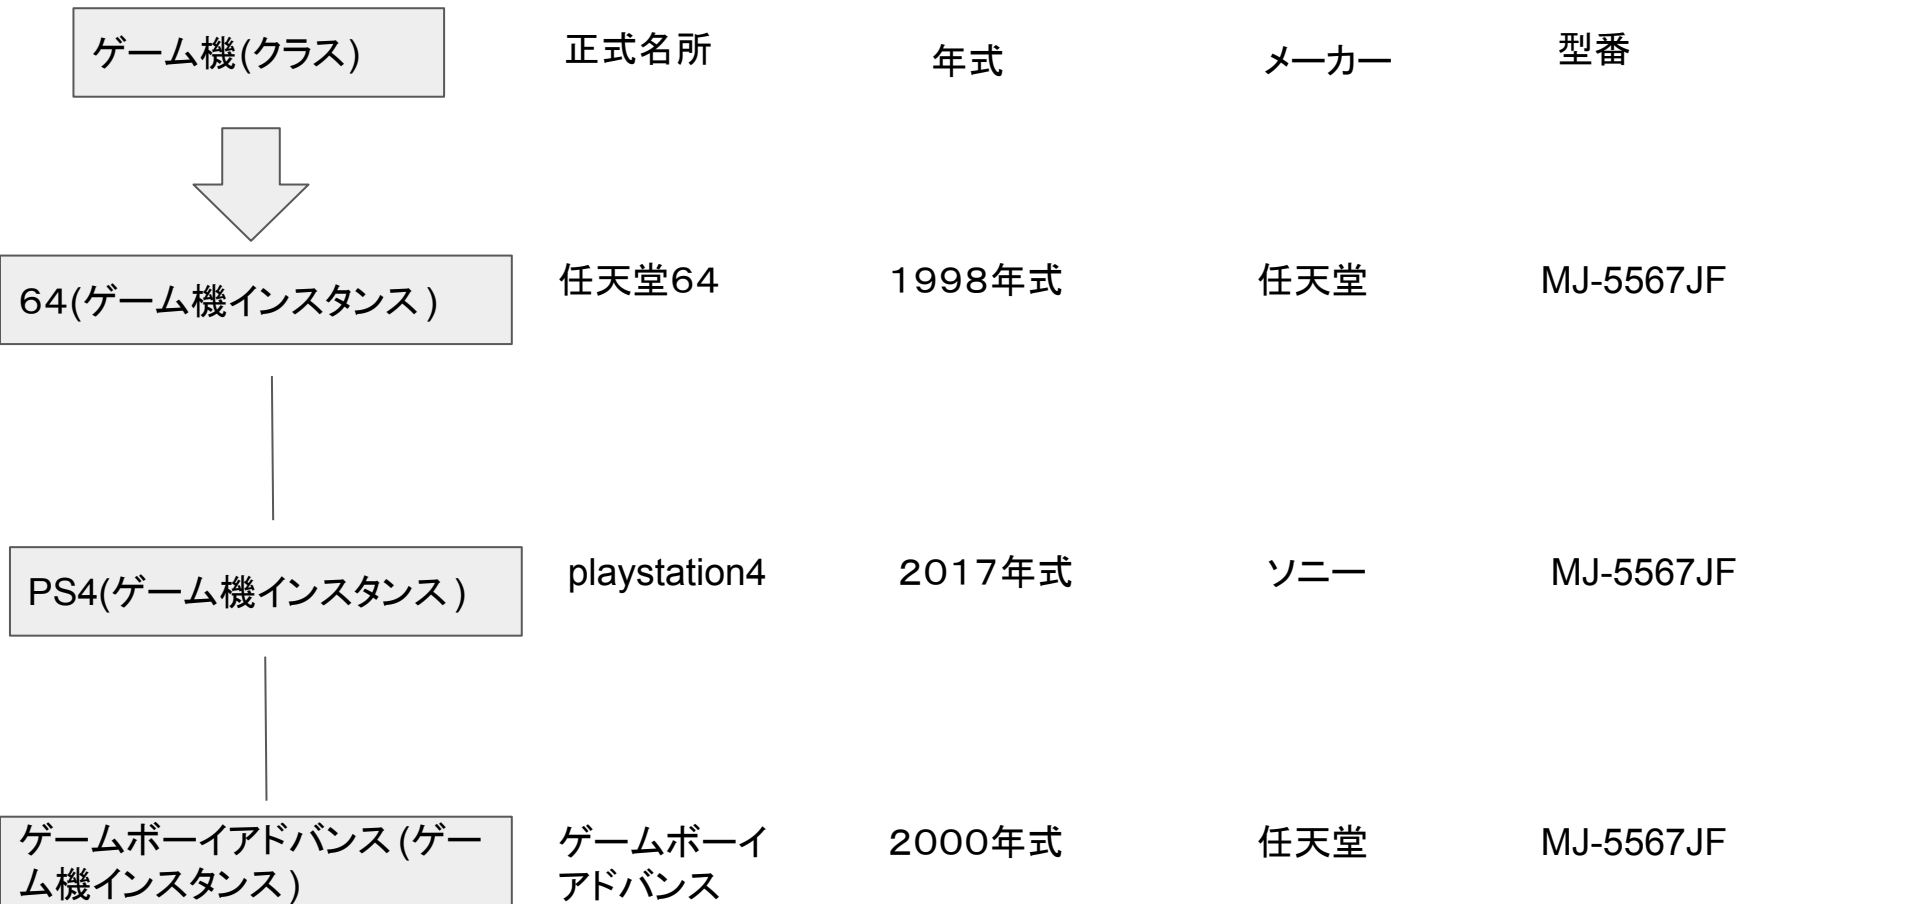 ゲーム機(クラス)
正式名所
年式
メーカー
型番
64(ゲーム機インスタンス)
任天堂64
1998年式
任天堂
MJ-5567JF
PS4(ゲーム機インスタンス)
playstation4
2017年式
ソニー
MJ-5567JF
ゲームボーイアドバンス(ゲー
ム機インスタンス)
ゲームボーイ
アドバンス
2000年式
任天堂
MJ-5567JF